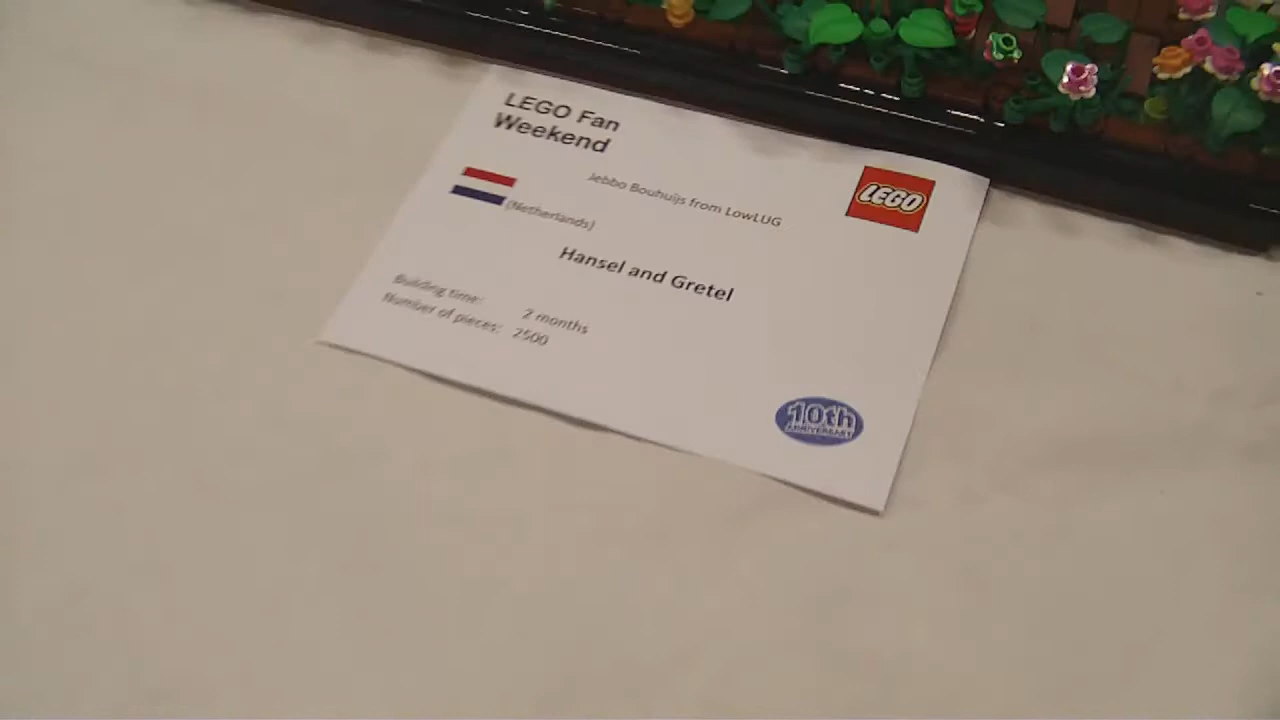 LEGO Fan
Weekend
LEGO
Jebbo Bouhuijs from LowLUG
(Netherlands)
Hansel and Gretel
Building time: 2 months
Number of pieces: 2500
10th
ANNIVERSARY